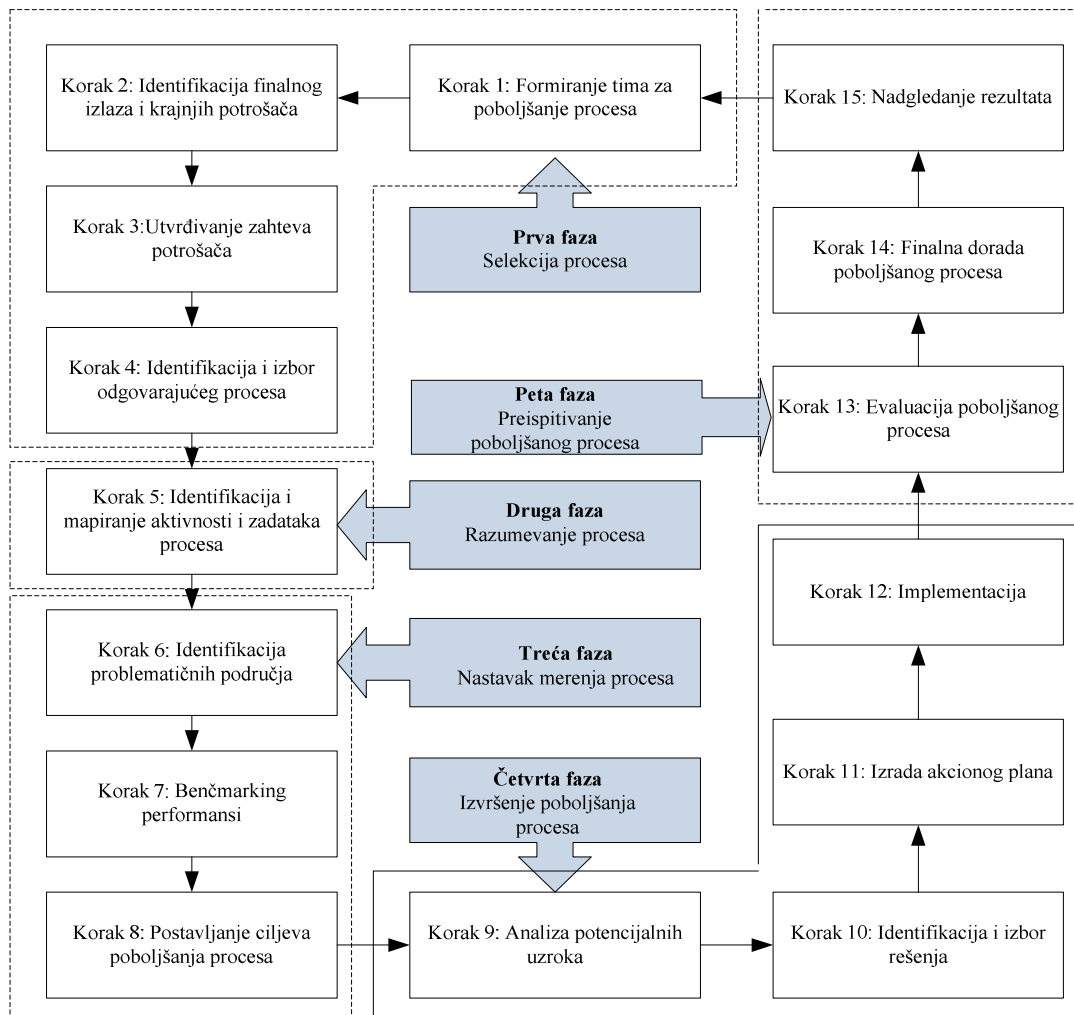 Korak 2: Identifikacija finalnog
izlaza i krajnjih potrošača
Korak 1: Formiranje tima za
poboljšanje procesa
Korak 15: Nadgledanje rezultata
Korak 3:Utvrđivanje zahteva
potrošača
Prva faza
Selekcija procesa
Korak 14: Finalna dorada
poboljšanog procesa
Korak 4: Identifikacija i izbor
odgovarajućeg procesa
Peta faza
Preispitivanje
poboljšanog procesa
Korak 13: Evaluacija poboljšanog
procesa
Korak 5: Identifikacija i
mapiranje aktivnosti i zadataka
procesa
Druga faza
Razumevanje procesa
Korak 12: Implementacija
Korak 6: Identifikacija
problematičnih područja
Treća faza
Nastavak merenja procesa
Korak 7: Benčmarking
performansi
Četvrta faza
Izvršenje poboljšanja
procesa
Korak 11: Izrada akcionog plana
Korak 8: Postavljanje ciljeva
poboljšanja procesa
Korak 9: Analiza potencijalnih
uzroka
Korak 10: Identifikacija i izbor
rešenja